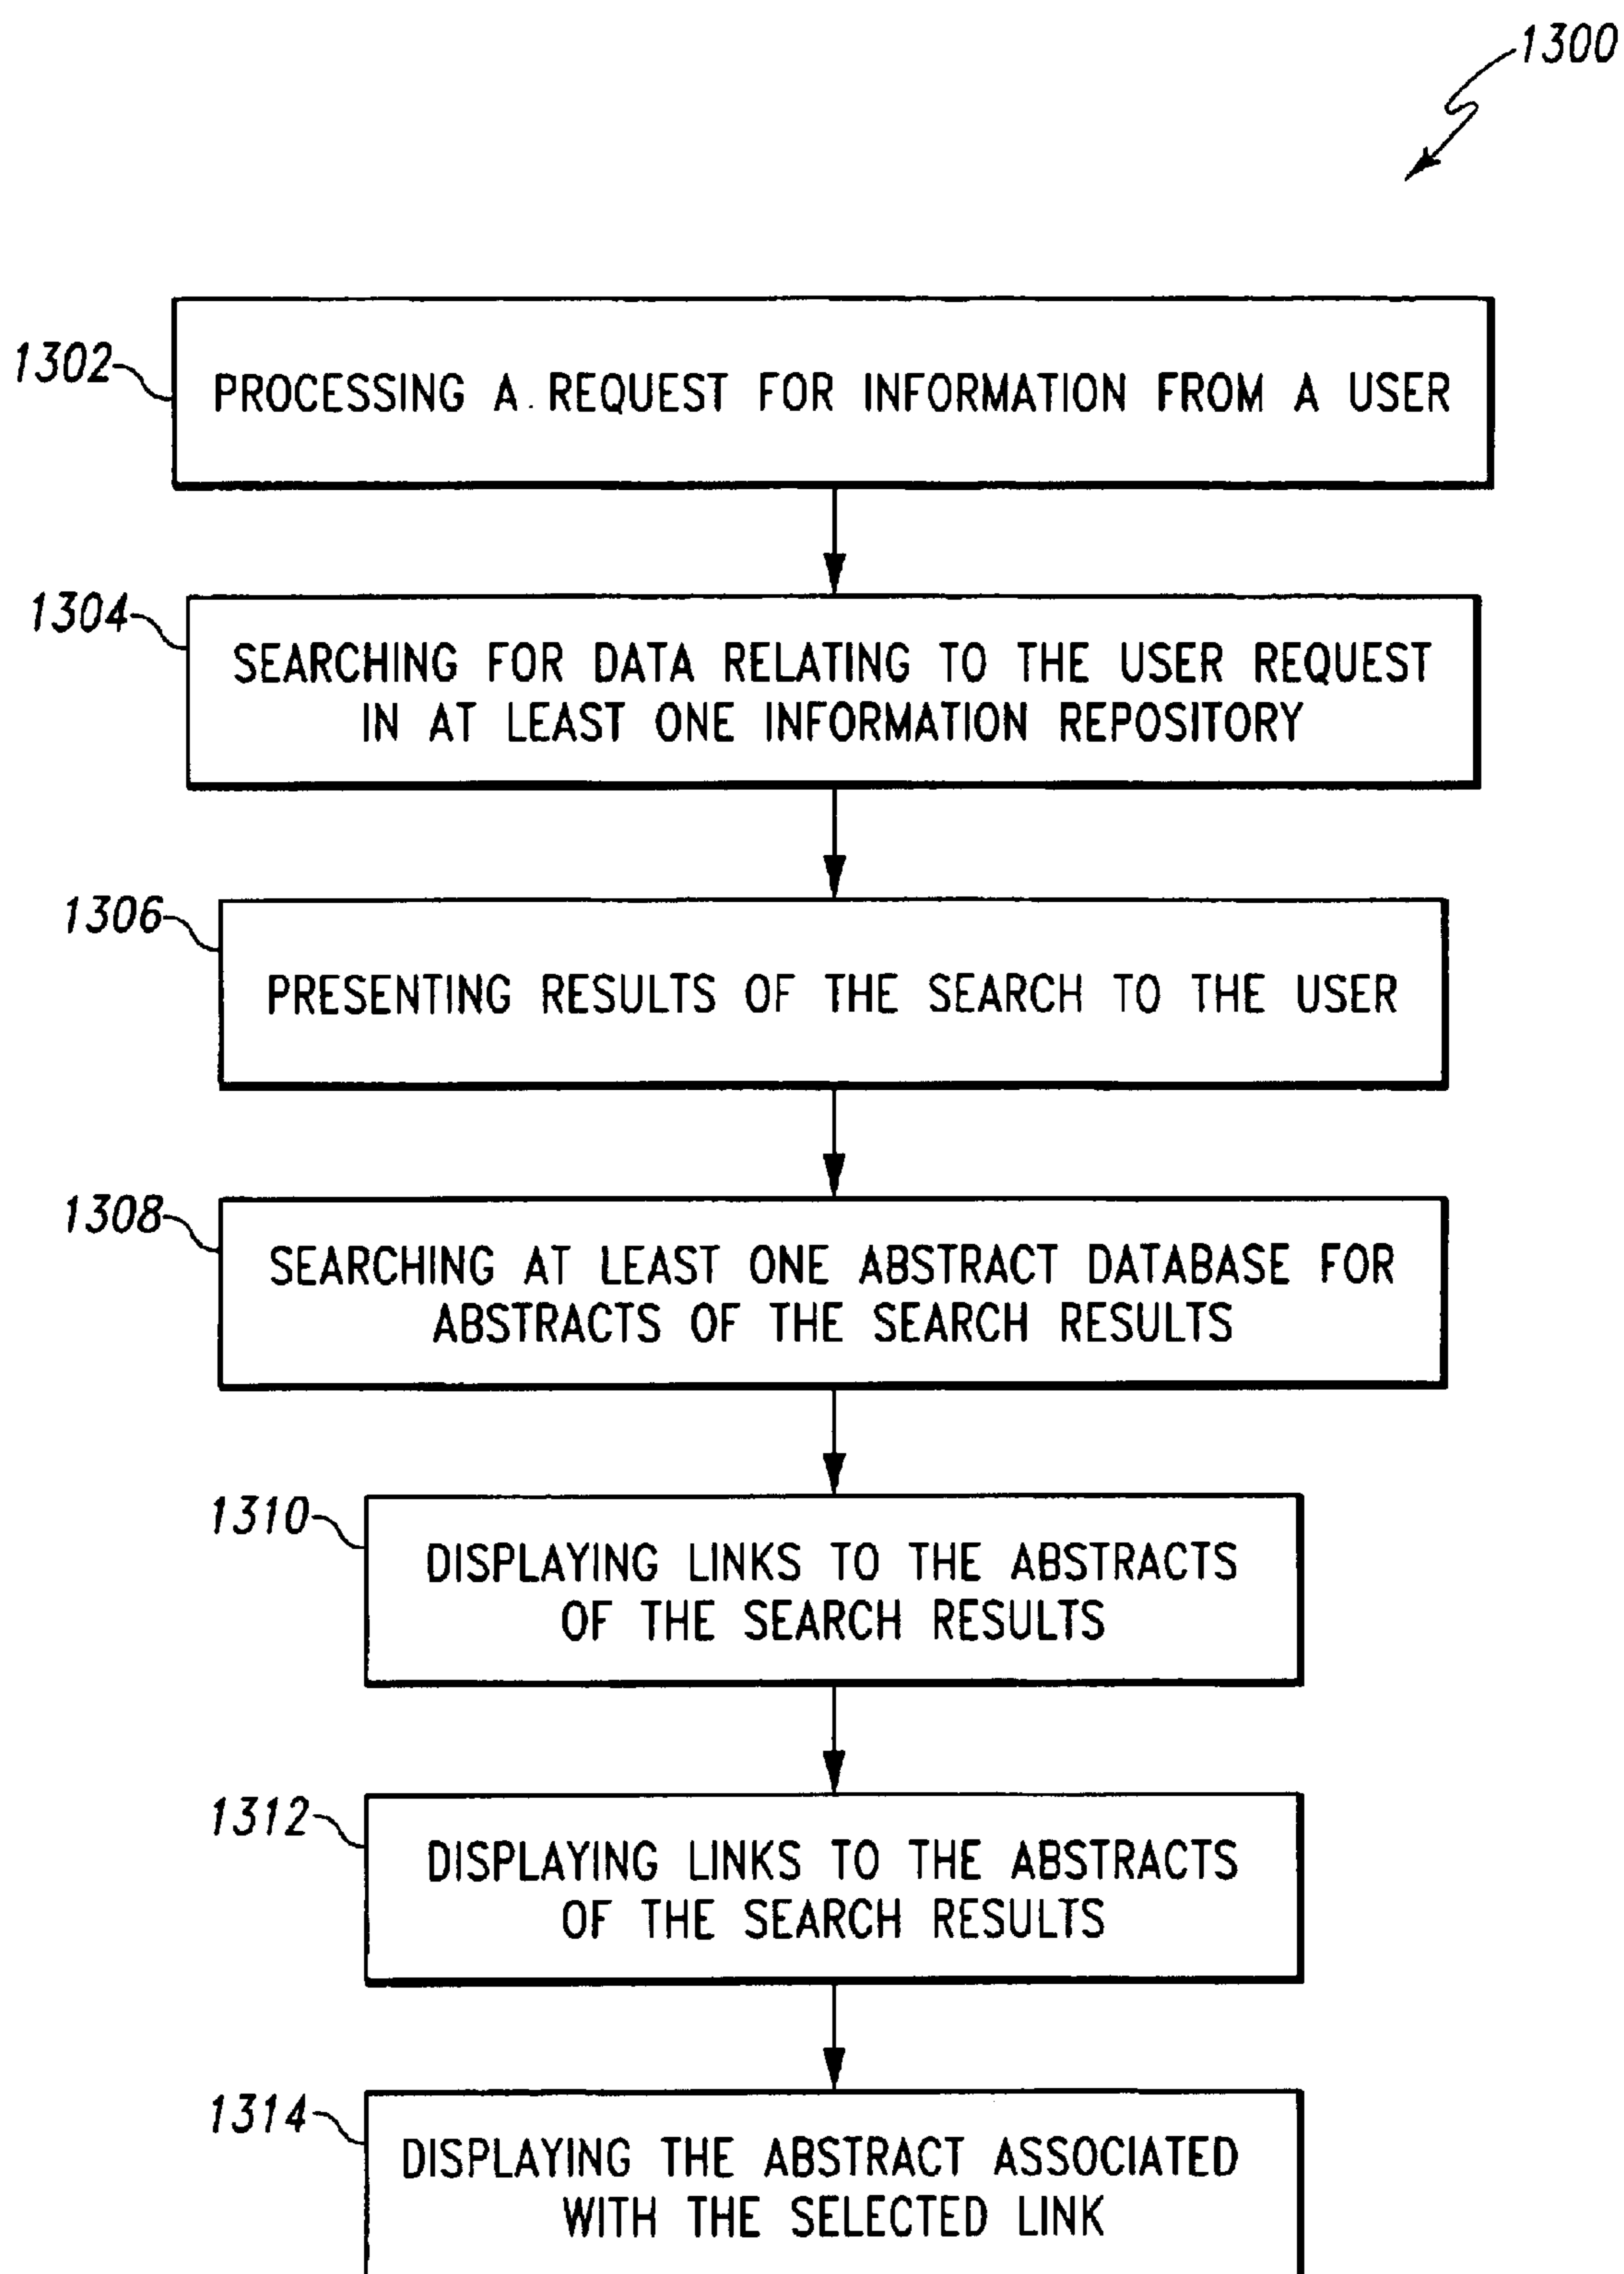 1300
1302
PROCESSING A REQUEST FOR INFORMATION FROM A USER
1304
SEARCHING FOR DATA RELATING TO THE USER REQUEST
IN AT LEAST ONE INFORMATION REPOSITORY
1306
PRESENTING RESULTS OF THE SEARCH TO THE USER
1308
SEARCHING AT LEAST ONE ABSTRACT DATABASE FOR
ABSTRACTS OF THE SEARCH RESULTS
1310
DISPLAYING LINKS TO THE ABSTRACTS
OF THE SEARCH RESULTS
1312
DISPLAYING LINKS TO THE ABSTRACTS
OF THE SEARCH RESULTS
1314
DISPLAYING THE ABSTRACT ASSOCIATED
WITH THE SELECTED LINK